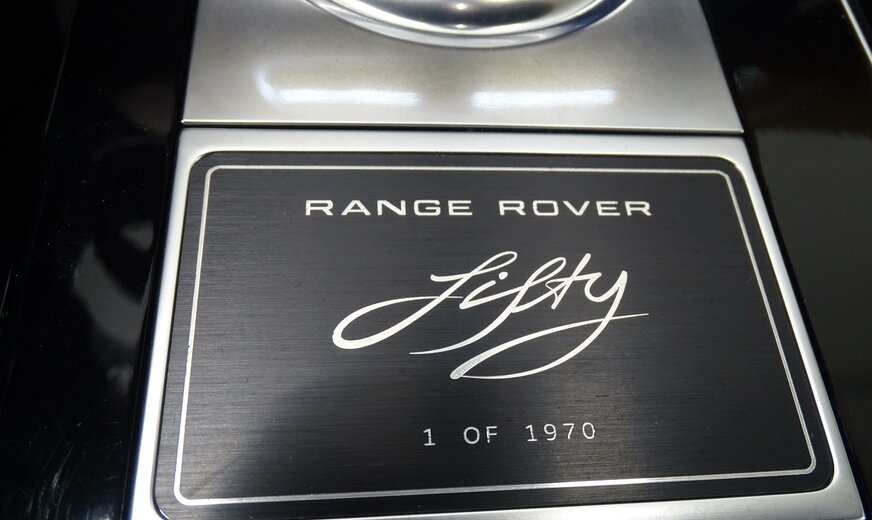 RANGE ROVER
Fifty
1 OF 1970